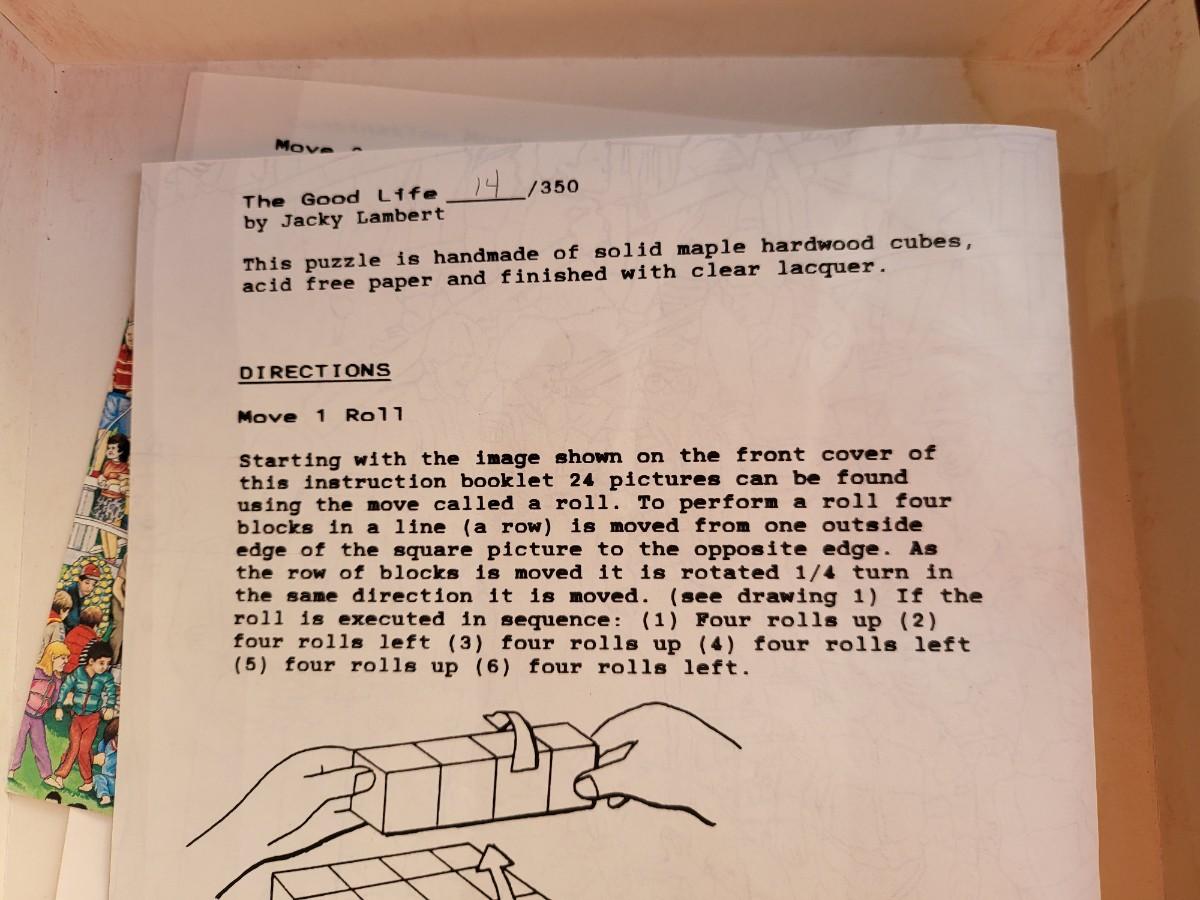 Move
The Good Life 14/350
by Jacky Lambert
This puzzle is handmade of solid maple hardwood cubes,
acid free paper and finished with clear lacquer.
DIRECTIONS
Move 1 Roll
Starting with the image shown on the front cover of
this instruction booklet 24 pictures can be found
using the move called a roll. To perform a roll four
blocks in a line (a row) is moved from one outside
edge of the square picture to the opposite edge. As
the row of blocks is moved it is rotated 1/4 turn in
the same direction it is moved. (see drawing 1) If the
roll is executed in sequence: (1) Four rolls up (2)
four rolls left (3) four rolls up (4) four rolls left
(5) four rolls up (6) four rolls left.